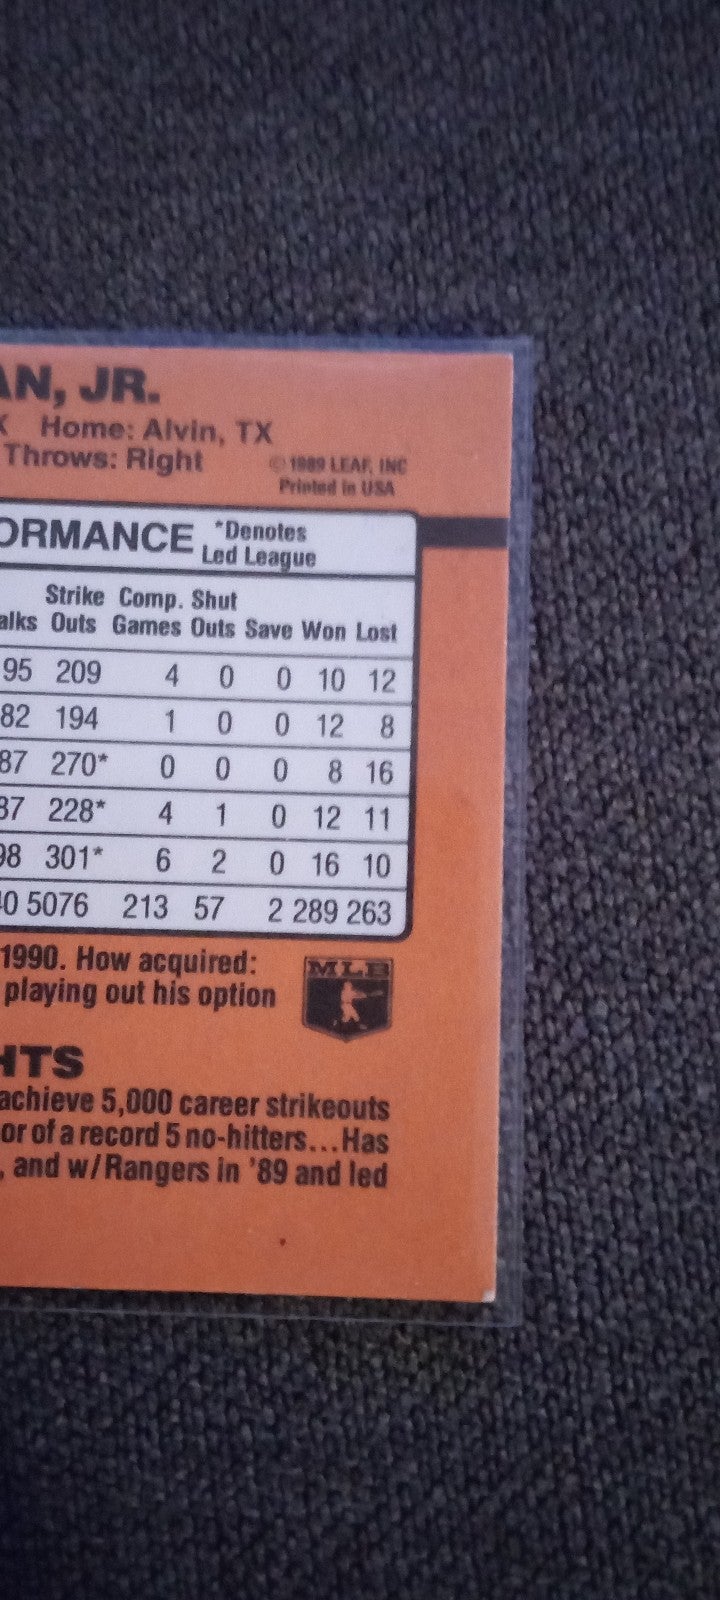 AN, JR.
Home: Alvin, TX
Throws: Right
© 1989 LEAF, INC
Printed in USA
ORMANCE *Denotes
Led League
Strike Comp. Shut
alks Outs Games Outs Save Won Lost
95 209 4 0 0 10 12
82 194 1 0 0 12 8
87 270* 0 0 0 8 16
87 228* 4 1 0 12 11
98 301* 6 2 0 16 10
0 5076 213 57 2 289 263
1990. How acquired:
playing out his option
MLB
HTS
achieve 5,000 career strikeouts
or of a record 5 no-hitters...Has
, and w/Rangers in '89 and led